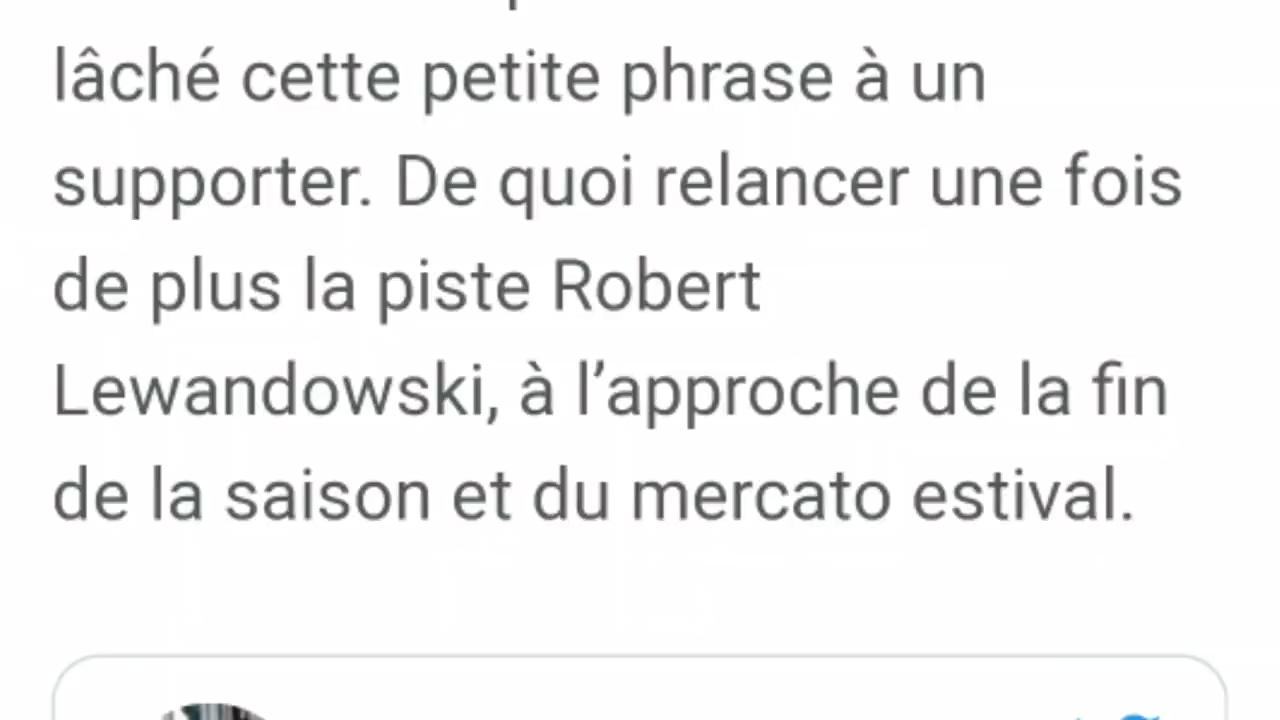 lâché cette petite phrase à un
supporter. De quoi relancer une fois
de plus la piste Robert
Lewandowski, à l’approche de la fin
de la saison et du mercato estival.